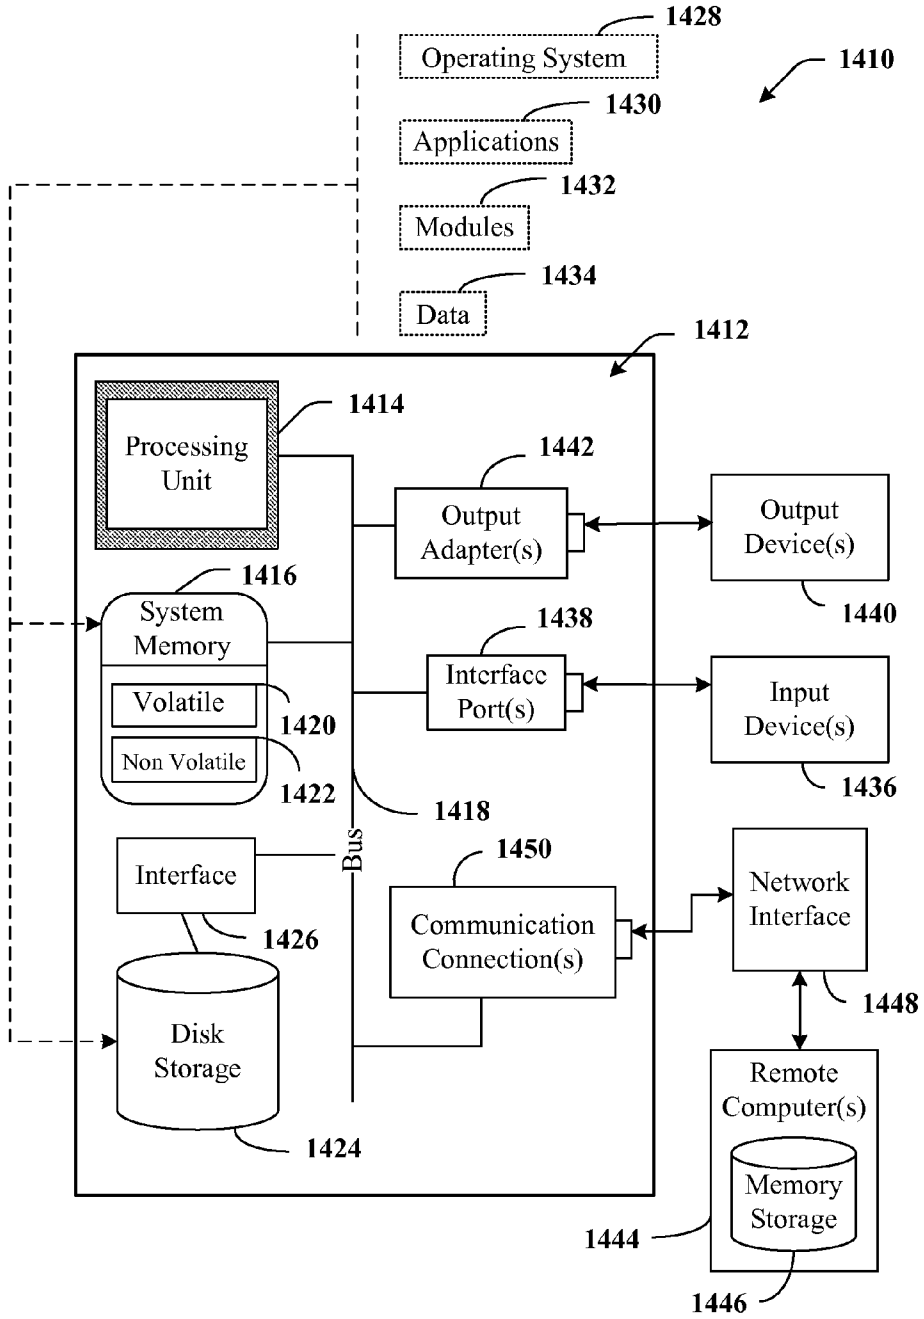 1428
Operating System
1410
1430
Applications
1432
Modules
1434
Data
1412
1414
Processing
Unit
1442
Output
Adapter(s)
Output
Device(s)
1440
1416
System
Memory
1438
Interface
Port(s)
Input
Device(s)
1436
Volatile
1420
Non Volatile
1422
1418
Bus
1450
Interface
1426
Communication
Connection(s)
Network
Interface
1448
Disk
Storage
1424
Remote
Computer(s)
Memory
Storage
1444
1446